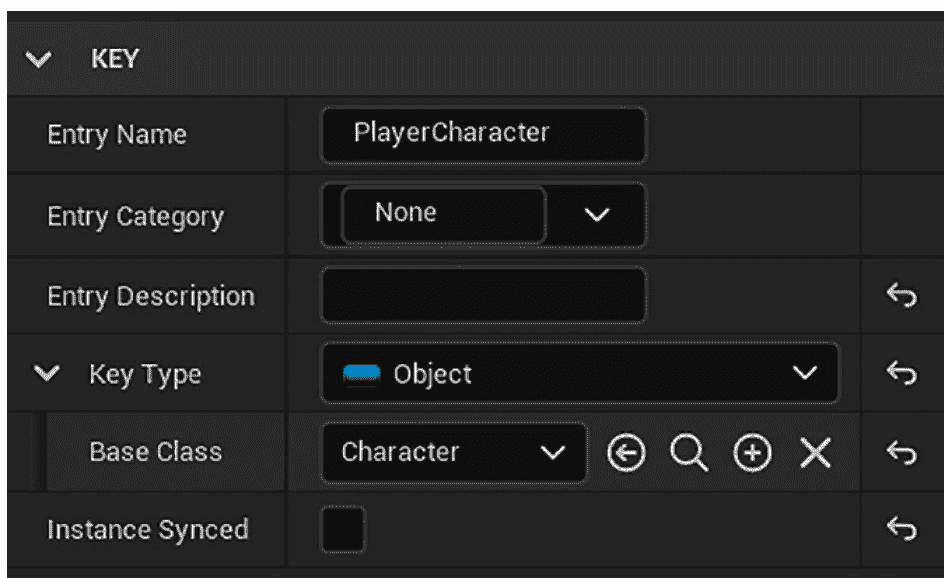 KEY
Entry Name PlayerCharacter
Entry Category None
Entry Description
Key Type Object
Base Class Character
Instance Synced